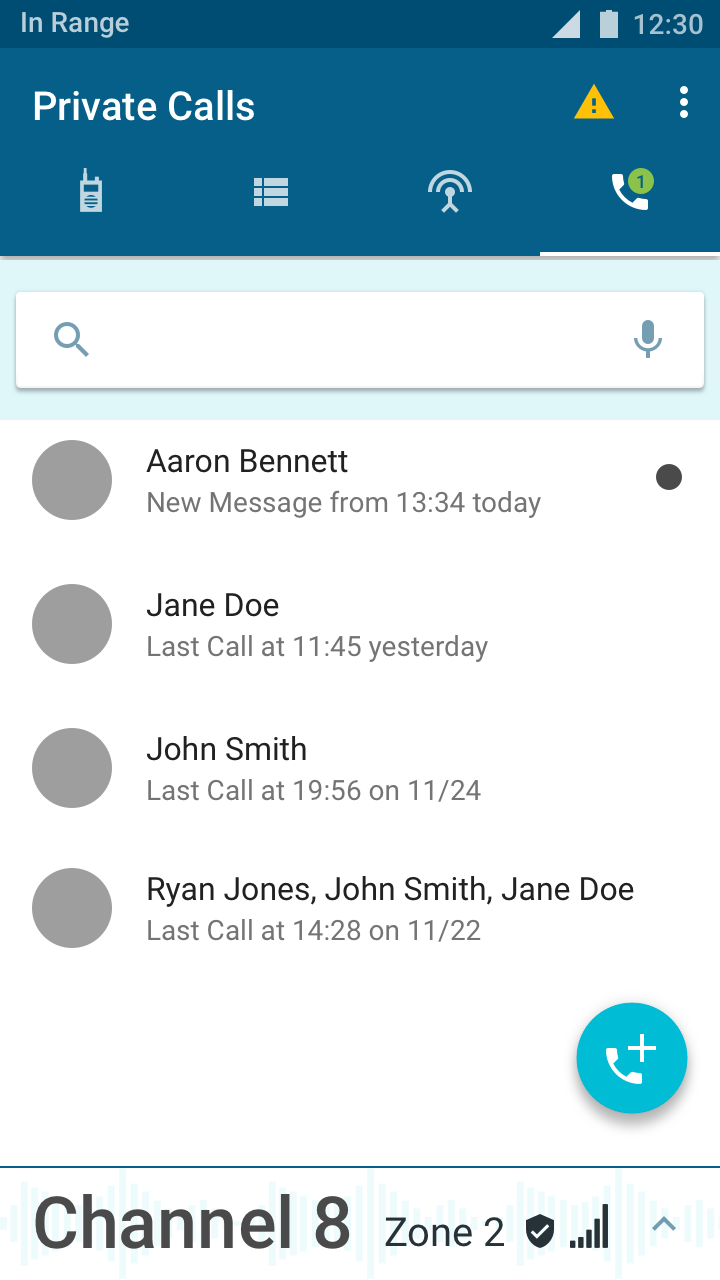 In Range 12:30
Private Calls
1
Aaron Bennett
New Message from 13:34 today
Jane Doe
Last Call at 11:45 yesterday
John Smith
Last Call at 19:56 on 11/24
Ryan Jones, John Smith, Jane Doe
Last Call at 14:28 on 11/22
Channel 8 Zone 2